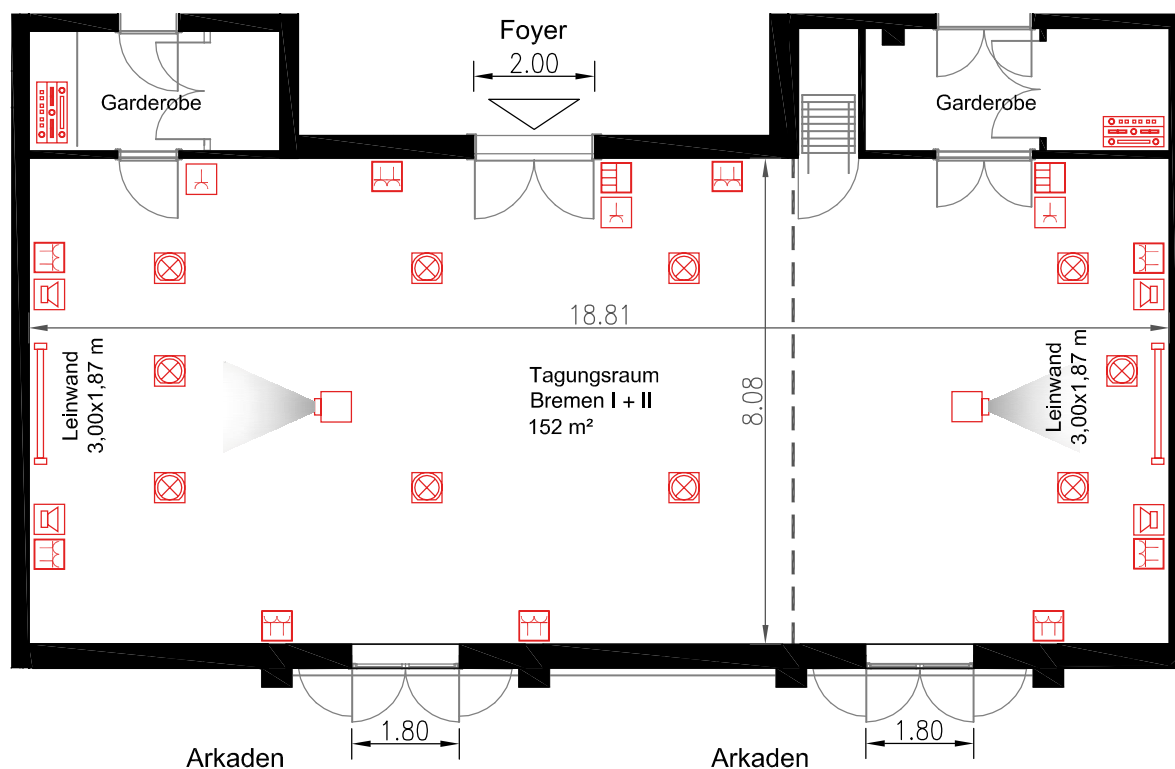 Foyer
2.00
Garderobe
Garderobe
18.81
Leinwand
3,00x1,87 m
Tagungsraum
Bremen I + II
152 m²
8.08
Leinwand
3,00x1,87 m
1.80
1.80
Arkaden
Arkaden